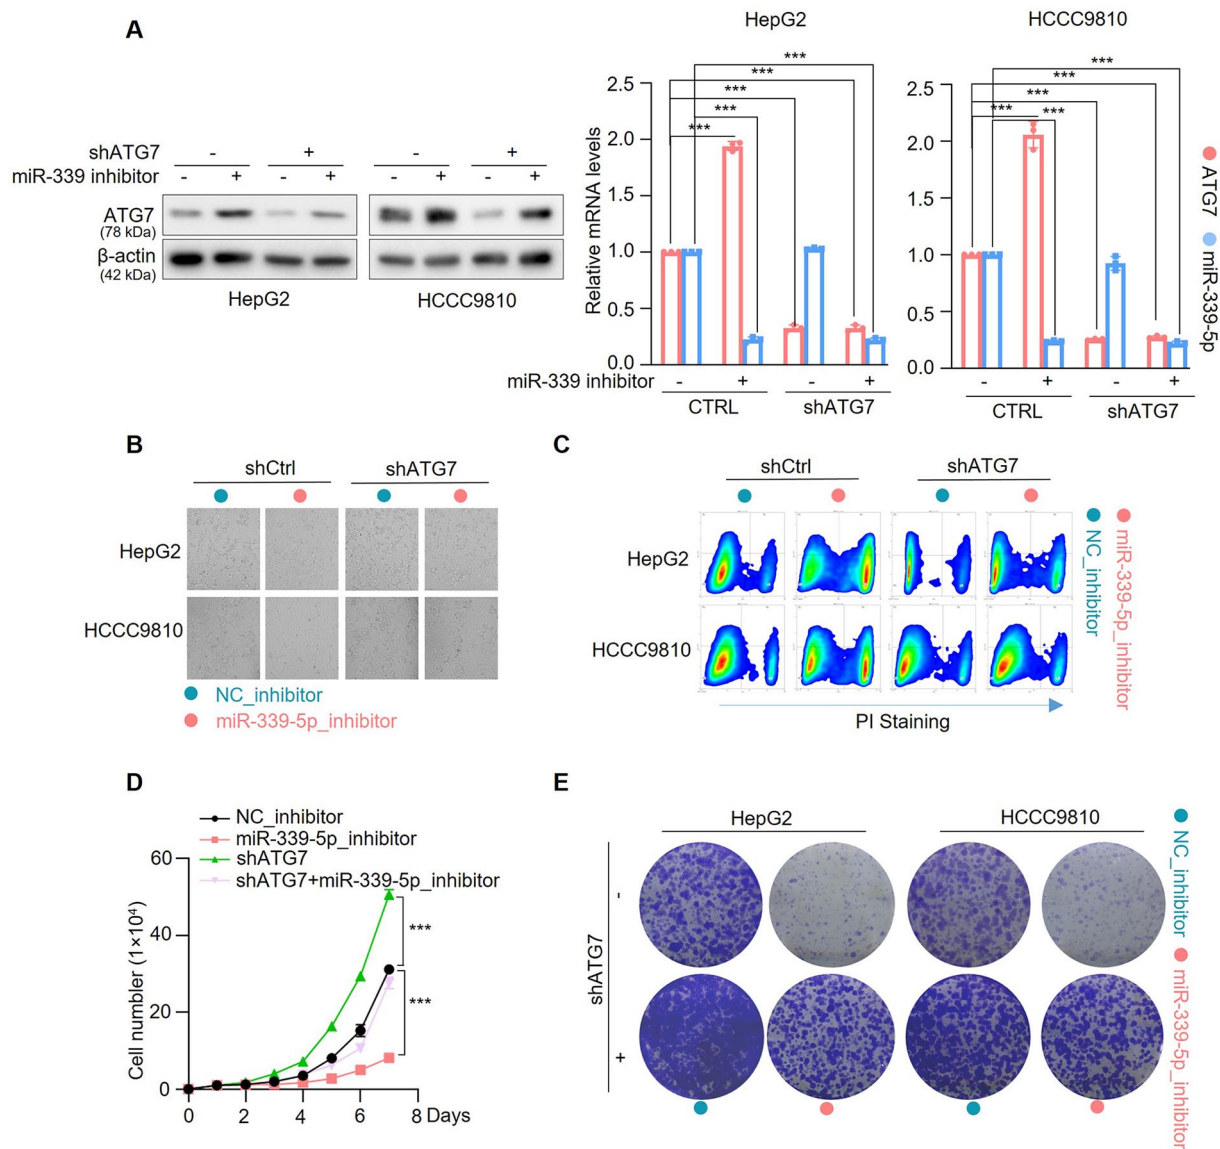 A
shATG7 - + - +
miR-339 inhibitor - + - + - + - +
ATG7
(78 kDa)
β-actin
(42 kDa)
HepG2 HCCC9810
HepG2
Relative mRNA levels
2.5
2.0
1.5
1.0
0.5
0.0
*** *** *** *** ***
miR-339 inhibitor - + - +
CTRL shATG7
HCCC9810
2.5
2.0
1.5
1.0
0.5
0.0
*** *** *** *** ***
- + - +
CTRL shATG7
ATG7 miR-339-5p
B
shCtrl shATG7
HepG2
HCCC9810
NC_inhibitor
miR-339-5p_inhibitor
C
shCtrl shATG7
HepG2
HCCC9810
PI Staining
NC_inhibitor
miR-339-5p_inhibitor
D
NC_inhibitor
miR-339-5p_inhibitor
shATG7
shATG7+miR-339-5p_inhibitor
Cell numbler (1×10⁴)
60
40
20
0
***
***
0 2 4 6 8 Days
E
HepG2 HCCC9810
shATG7
-
+
NC_inhibitor miR-339-5p_inhibitor